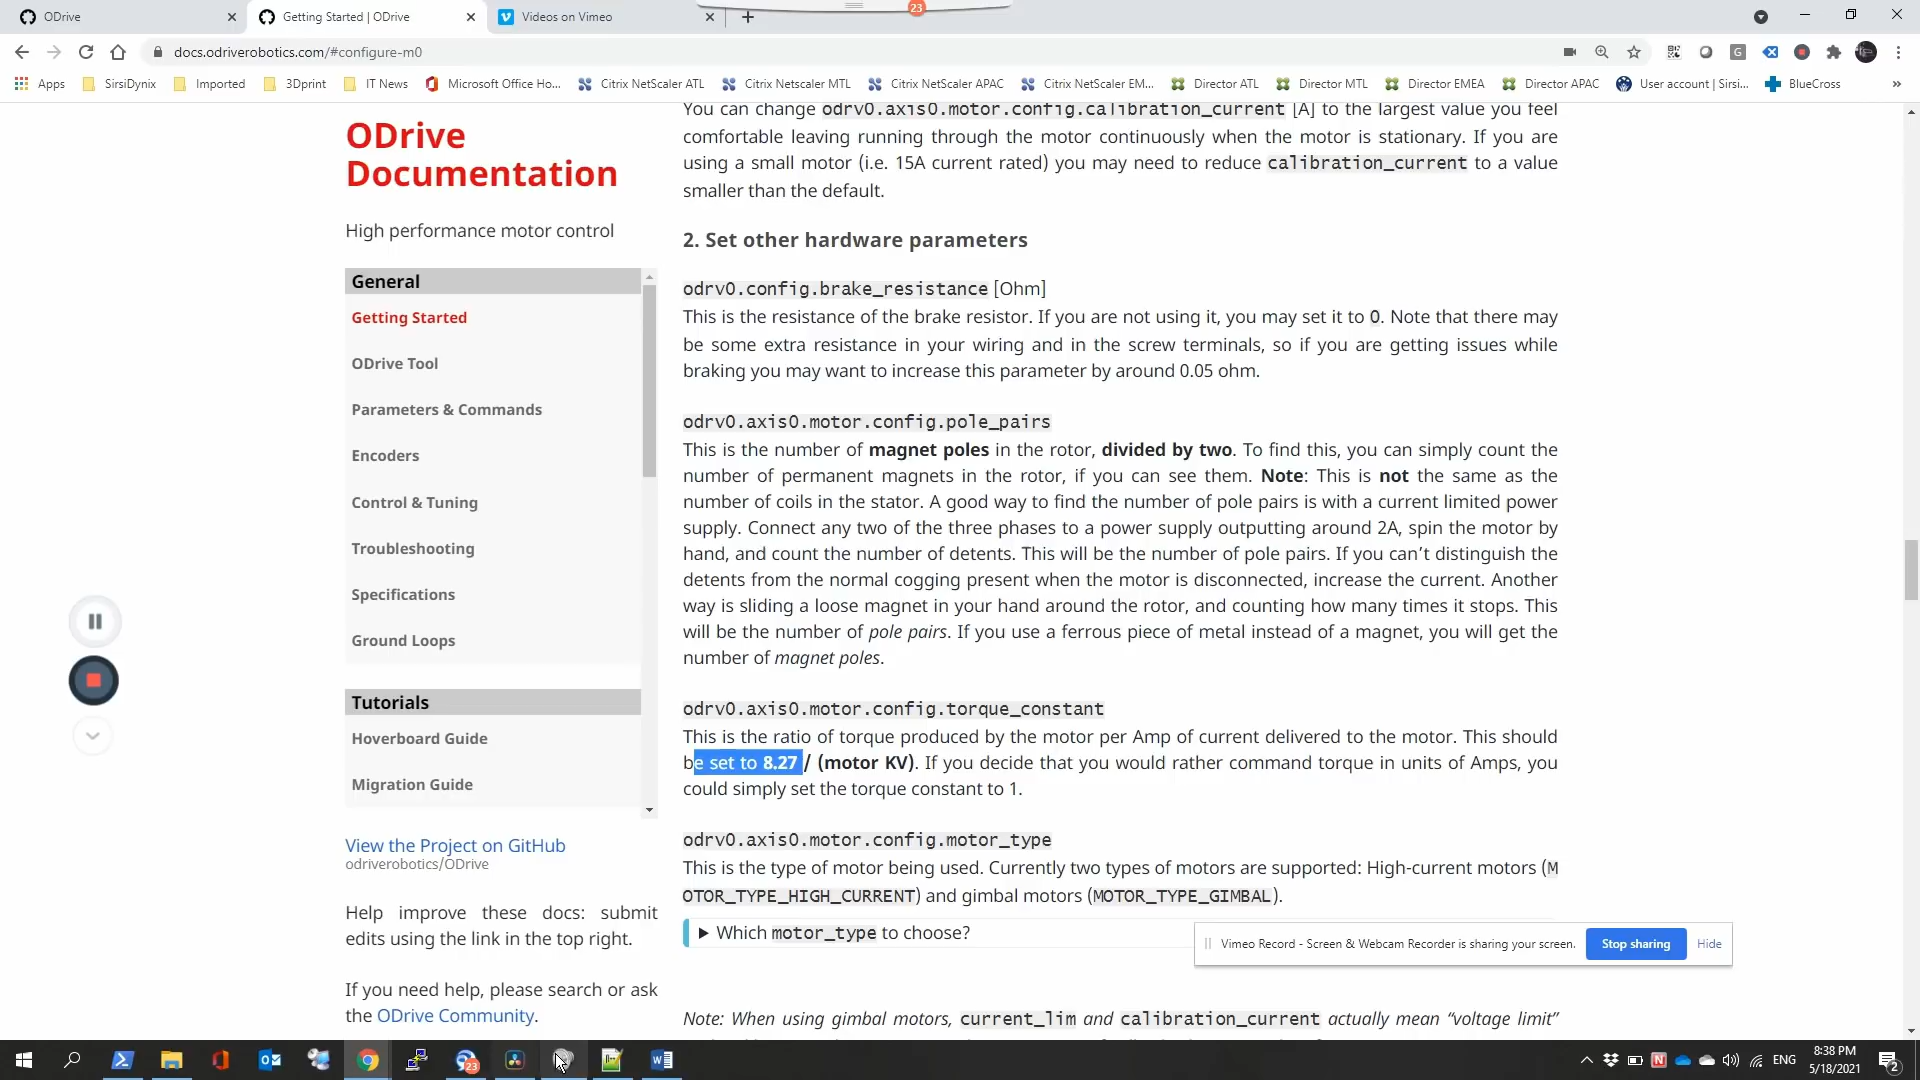 ODrive
Getting Started | ODrive
Videos on Vimeo
23
docs.odriverobotics.com/#configure-m0
Apps
SirsiDynix
Imported
3Dprint
IT News
Microsoft Office Ho...
Citrix NetScaler ATL
Citrix Netscaler MTL
Citrix NetScaler APAC
Citrix NetScaler EM...
Director ATL
Director MTL
Director EMEA
Director APAC
User account | Sirsi...
BlueCross
»
ODrive
Documentation
High performance motor control
General
Getting Started
ODrive Tool
Parameters & Commands
Encoders
Control & Tuning
Troubleshooting
Specifications
Ground Loops
Tutorials
Hoverboard Guide
Migration Guide
View the Project on GitHub
odriverobotics/ODrive
Help improve these docs: submit
edits using the link in the top right.
If you need help, please search or ask
the ODrive Community.
You can change odrv0.axis0.motor.config.calibration_current [A] to the largest value you feel
comfortable leaving running through the motor continuously when the motor is stationary. If you are
using a small motor (i.e. 15A current rated) you may need to reduce calibration_current to a value
smaller than the default.
2. Set other hardware parameters
odrv0.config.brake_resistance [Ohm]
This is the resistance of the brake resistor. If you are not using it, you may set it to 0. Note that there may
be some extra resistance in your wiring and in the screw terminals, so if you are getting issues while
braking you may want to increase this parameter by around 0.05 ohm.
odrv0.axis0.motor.config.pole_pairs
This is the number of magnet poles in the rotor, divided by two. To find this, you can simply count the
number of permanent magnets in the rotor, if you can see them. Note: This is not the same as the
number of coils in the stator. A good way to find the number of pole pairs is with a current limited power
supply. Connect any two of the three phases to a power supply outputting around 2A, spin the motor by
hand, and count the number of detents. This will be the number of pole pairs. If you can’t distinguish the
detents from the normal cogging present when the motor is disconnected, increase the current. Another
way is sliding a loose magnet in your hand around the rotor, and counting how many times it stops. This
will be the number of pole pairs. If you use a ferrous piece of metal instead of a magnet, you will get the
number of magnet poles.
odrv0.axis0.motor.config.torque_constant
This is the ratio of torque produced by the motor per Amp of current delivered to the motor. This should
be set to 8.27 / (motor KV). If you decide that you would rather command torque in units of Amps, you
could simply set the torque constant to 1.
odrv0.axis0.motor.config.motor_type
This is the type of motor being used. Currently two types of motors are supported: High-current motors (M
OTOR_TYPE_HIGH_CURRENT) and gimbal motors (MOTOR_TYPE_GIMBAL).
Which motor_type to choose?
Vimeo Record - Screen & Webcam Recorder is sharing your screen.
Stop sharing
Hide
Note: When using gimbal motors, current_lim and calibration_current actually mean “voltage limit”
23
ENG
8:38 PM
5/18/2021
2